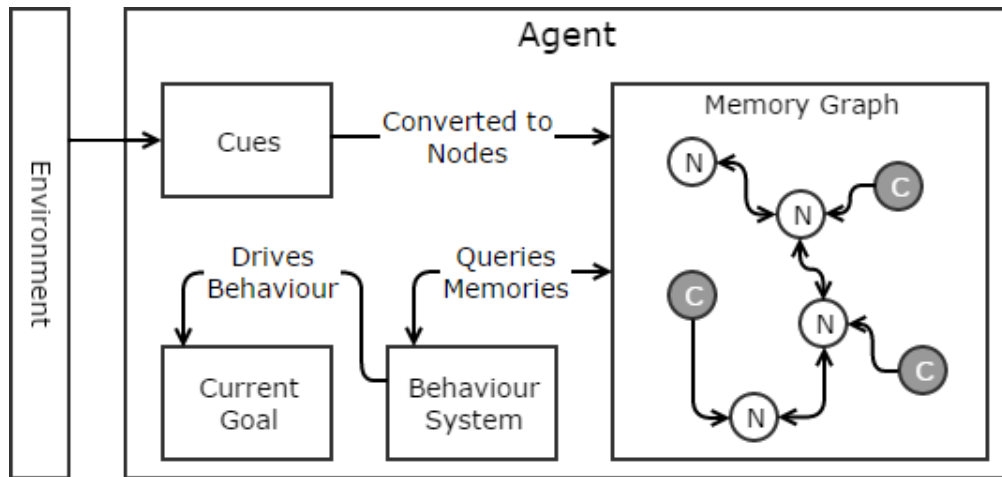 Agent
Environment
Cues
Converted to
Nodes
Memory Graph
N
C
N
Drives
Behaviour
Queries
Memories
C
N
C
Current
Goal
Behaviour
System
N